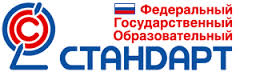 Федеральный
Государственный
Образовательный
СТАНДАРТ